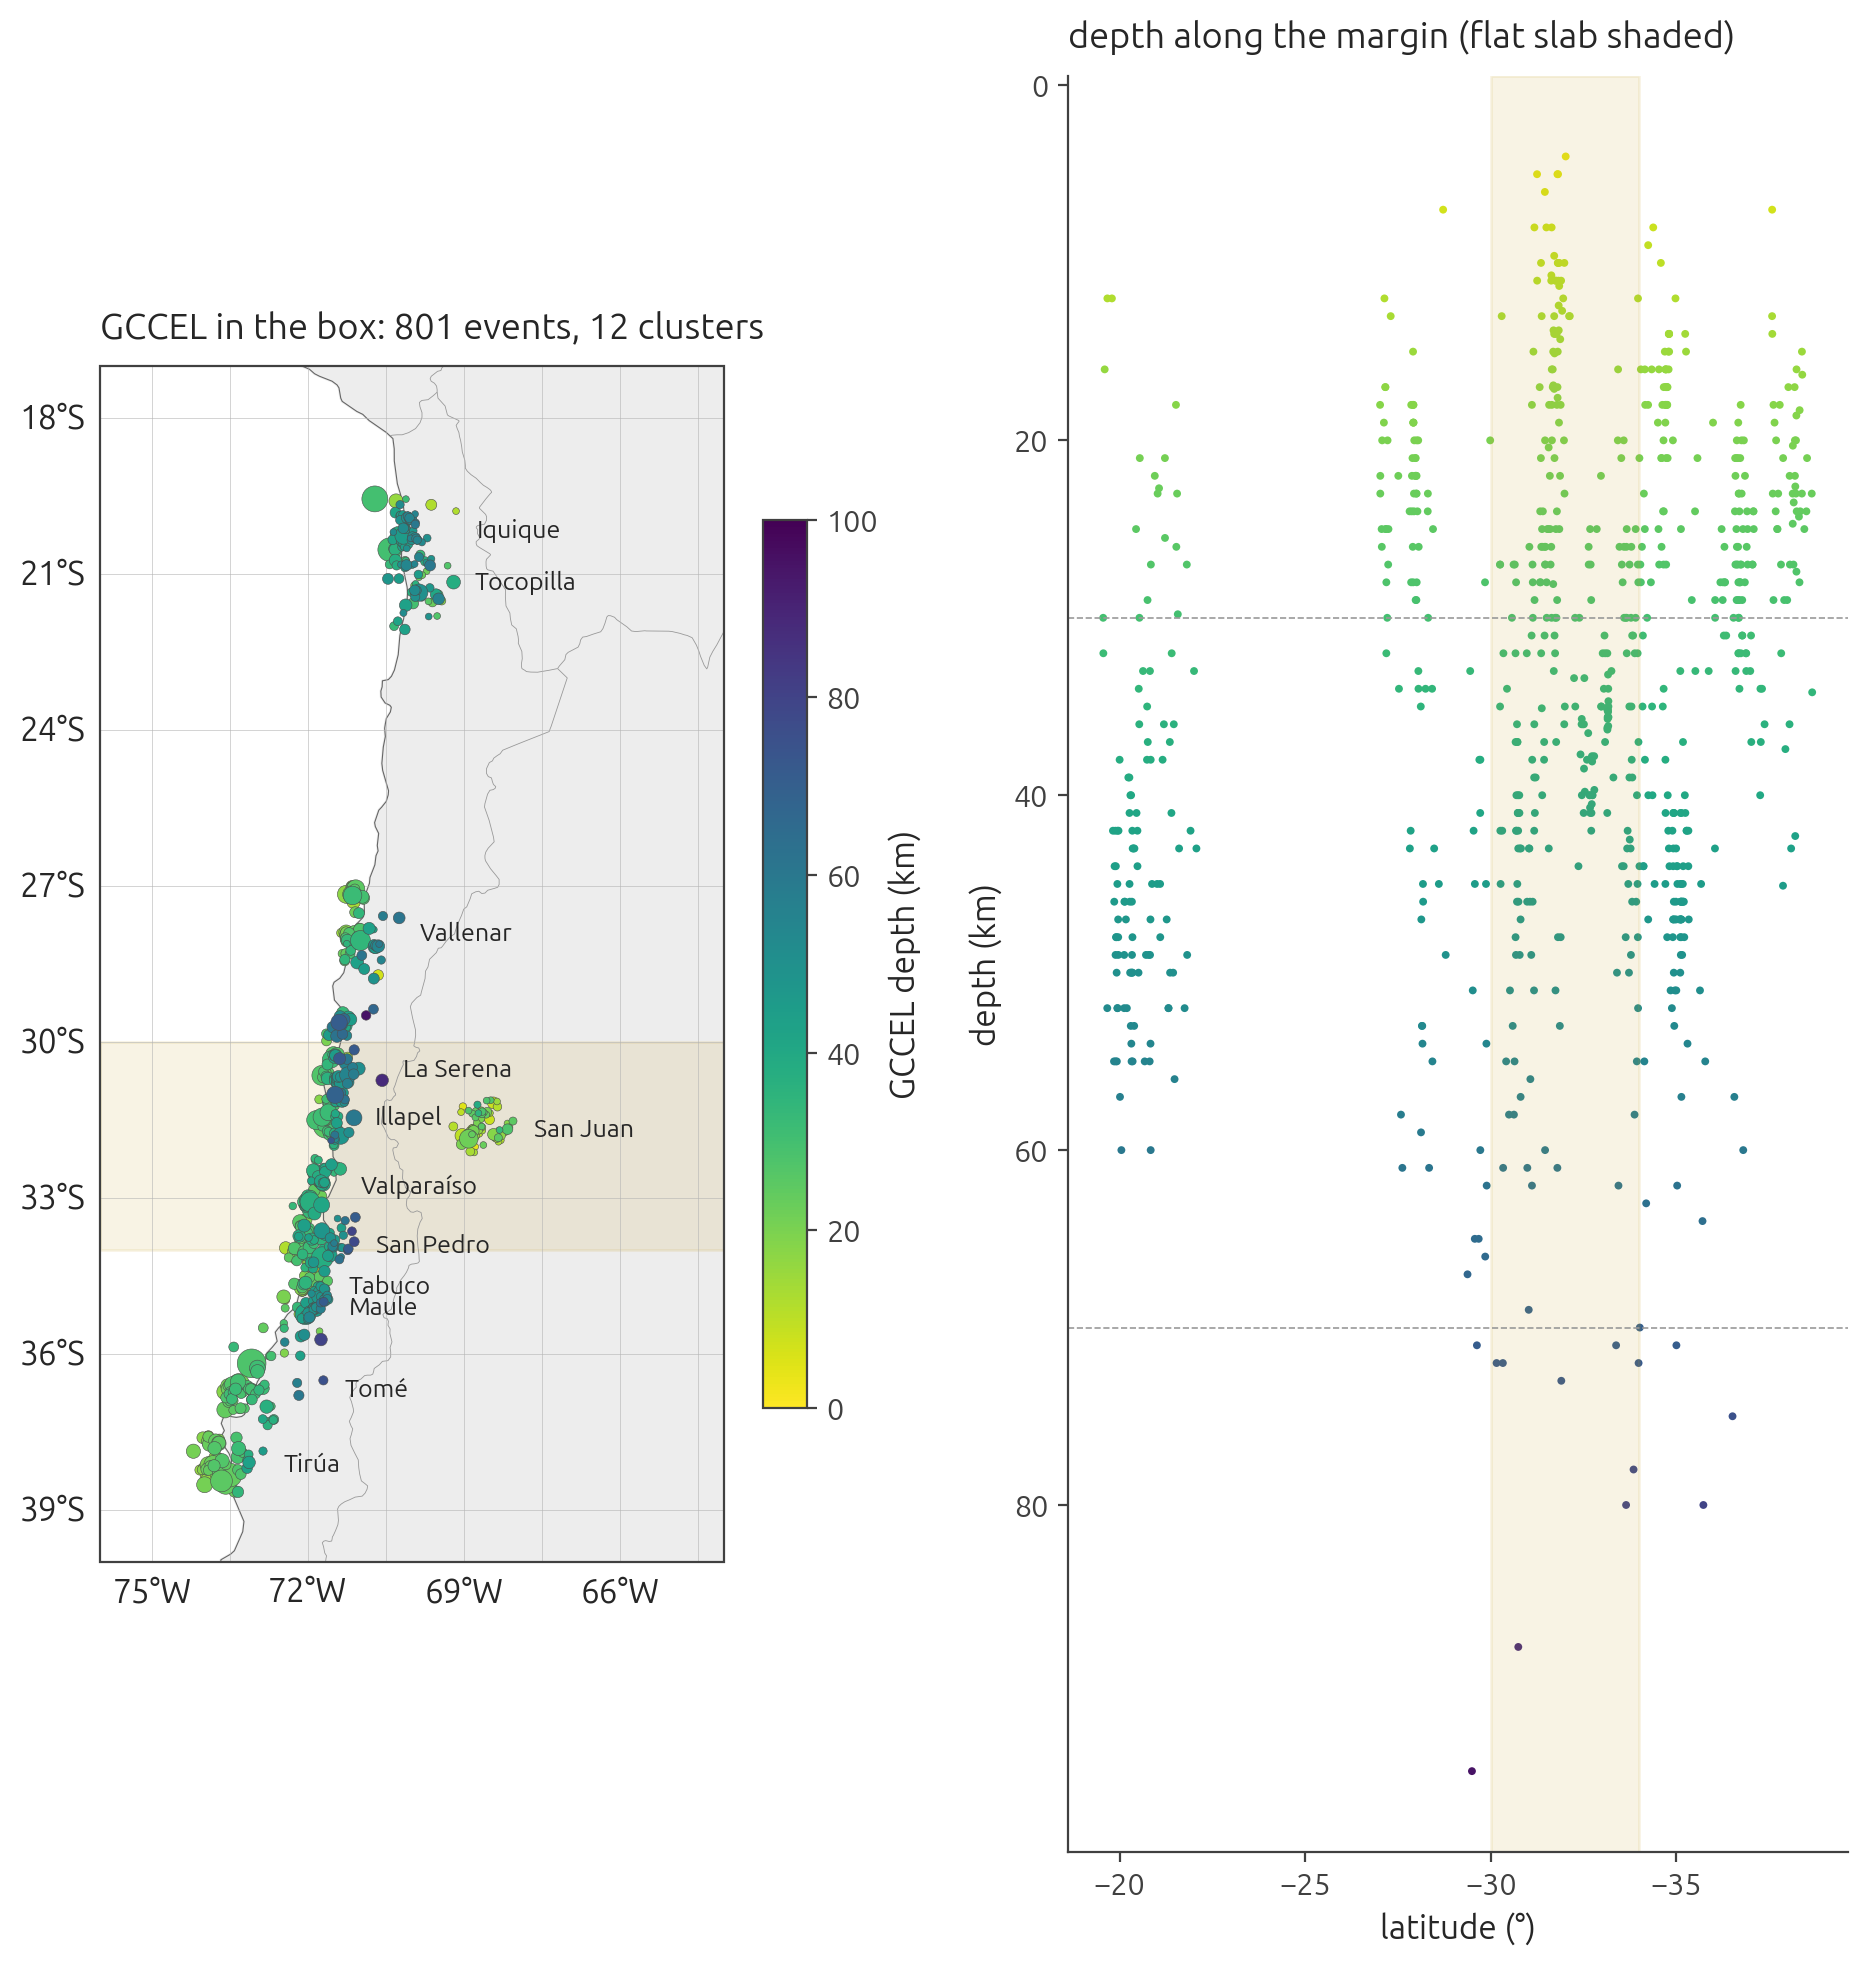 depth along the margin (flat slab shaded)
GCCEL in the box: 801 events, 12 clusters
18°S
21°S
24°S
27°S
30°S
33°S
36°S
39°S
75°W
72°W
69°W
66°W
Iquique
Tocopilla
Vallenar
La Serena
Illapel
San Juan
Valparaíso
San Pedro
Tabuco
Maule
Tomé
Tirúa
100
80
60
40
20
0
GCCEL depth (km)
0
20
40
60
80
depth (km)
−20
−25
−30
−35
latitude (°)